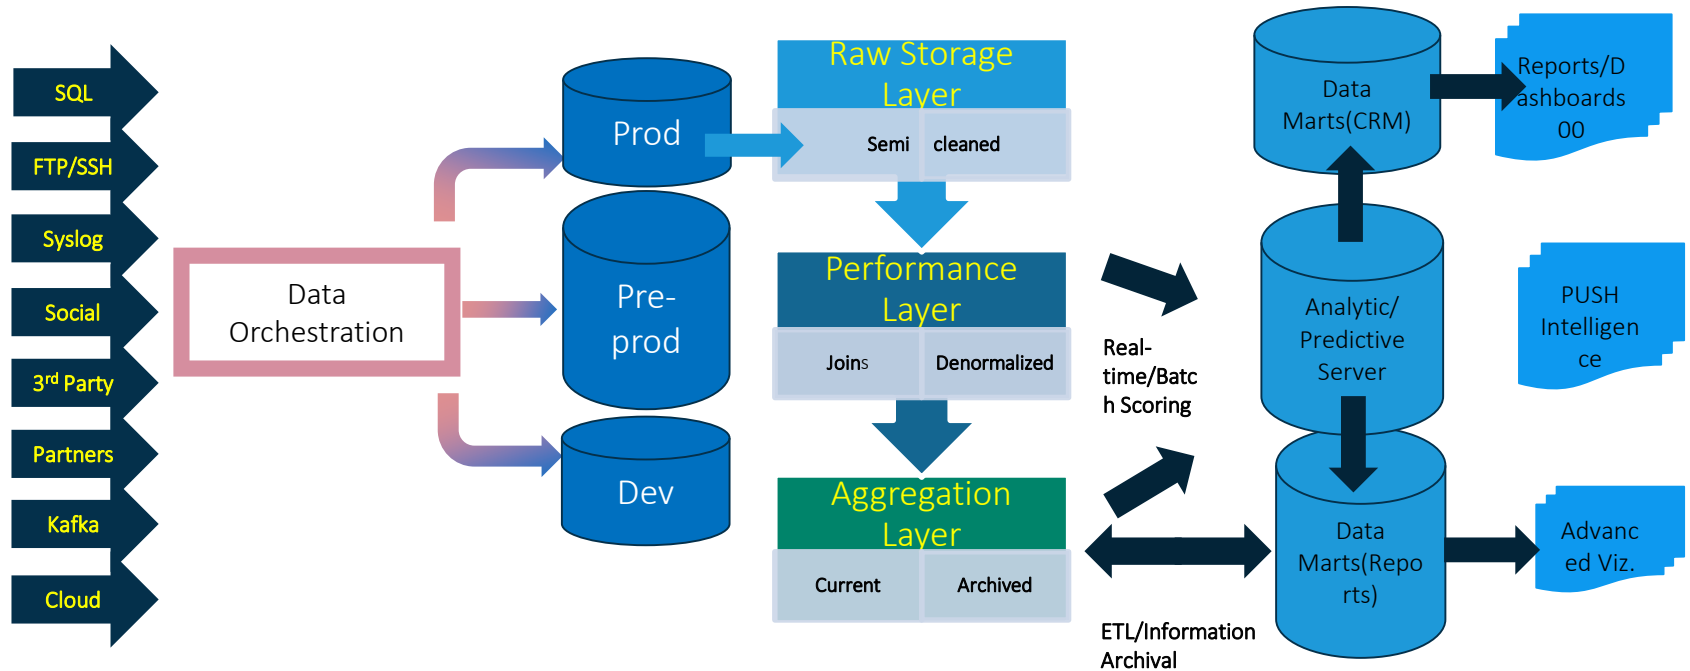 SQL
FTP/SSH
Syslog
Social
3rd Party
Partners
Kafka
Cloud
Data
Orchestration
Prod
Pre-
prod
Dev
Raw Storage
Layer
Semi cleaned
Performance
Layer
Joins
Denormalized
Aggregation
Layer
Current
Archived
Real-
time/Batc
h Scoring
ETL/Information
Archival
Data
Marts(CRM)
Analytic/
Predictive
Server
Data
Marts(Repo
rts)
Reports/D
ashboards
00
PUSH
Intelligen
ce
Advanc
ed Viz.